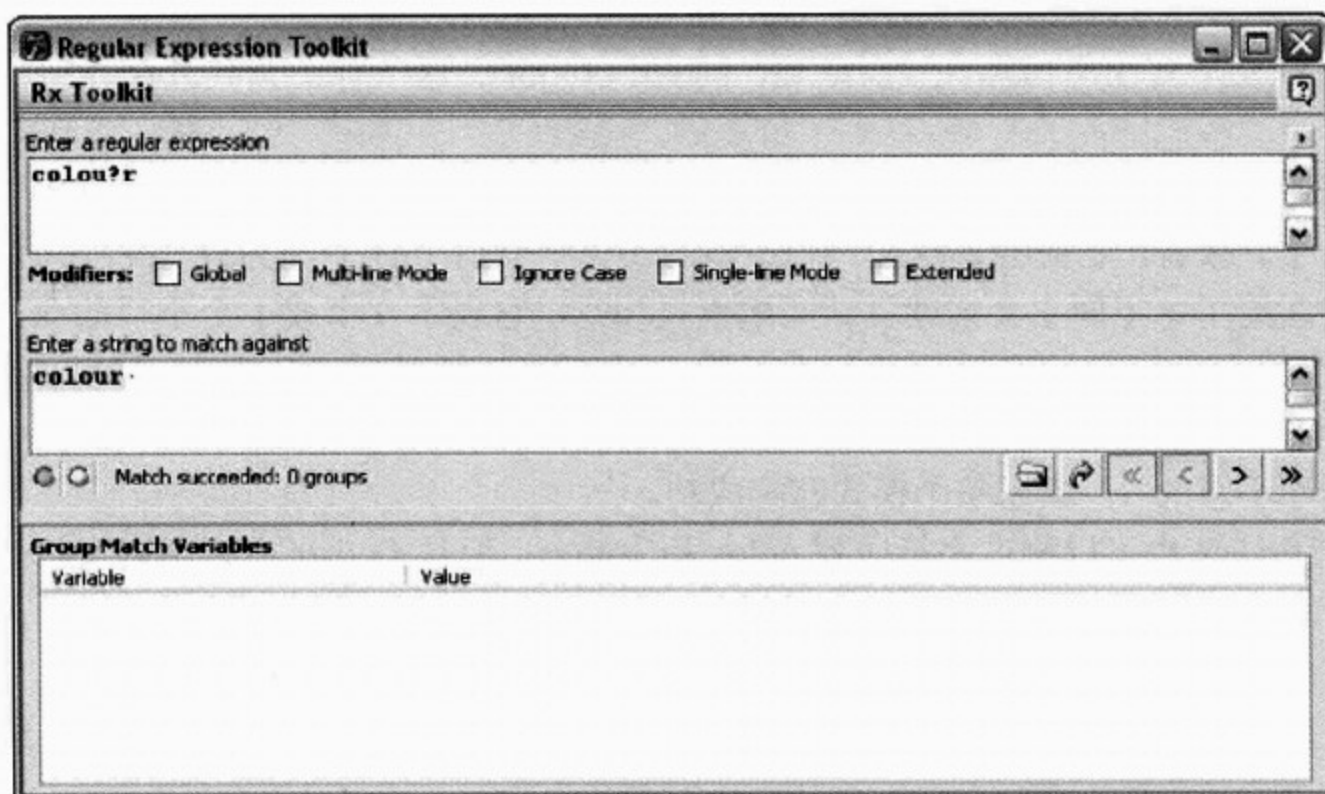 Regular Expression Toolkit
Rx Toolkit
Enter a regular expression
colou?r
Modifiers: Global Multi-line Mode Ignore Case Single-line Mode Extended
Enter a string to match against
colour
Match succeeded: 0 groups
Group Match Variables
Variable Value